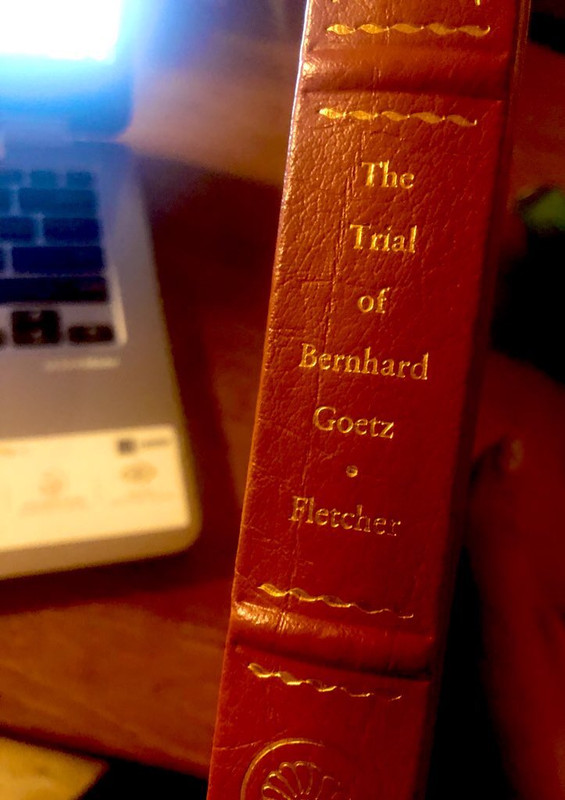 The
Trial
of
Bernhard
Goetz
•
Fletcher